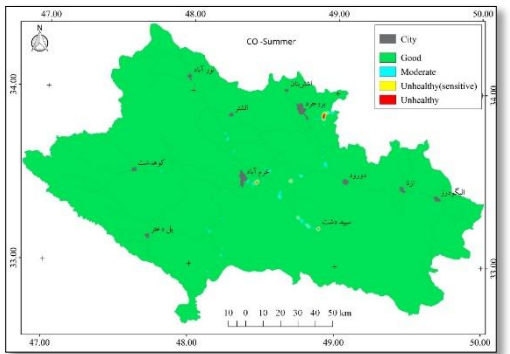 47.00 48.00 49.00 50.00
CO -Summer
City
Good
Moderate
Unhealthy(sensitive)
Unhealthy
34.00
34.00
نور آباد
اشترینان
بروجرد
الشتر
کوهدشت
خرم آباد
دورود
ازنا
الیگودرز
پل دختر
سپید دشت
33.00
33.00
10 0 10 20 30 40 50 km
47.00 48.00 49.00 50.00